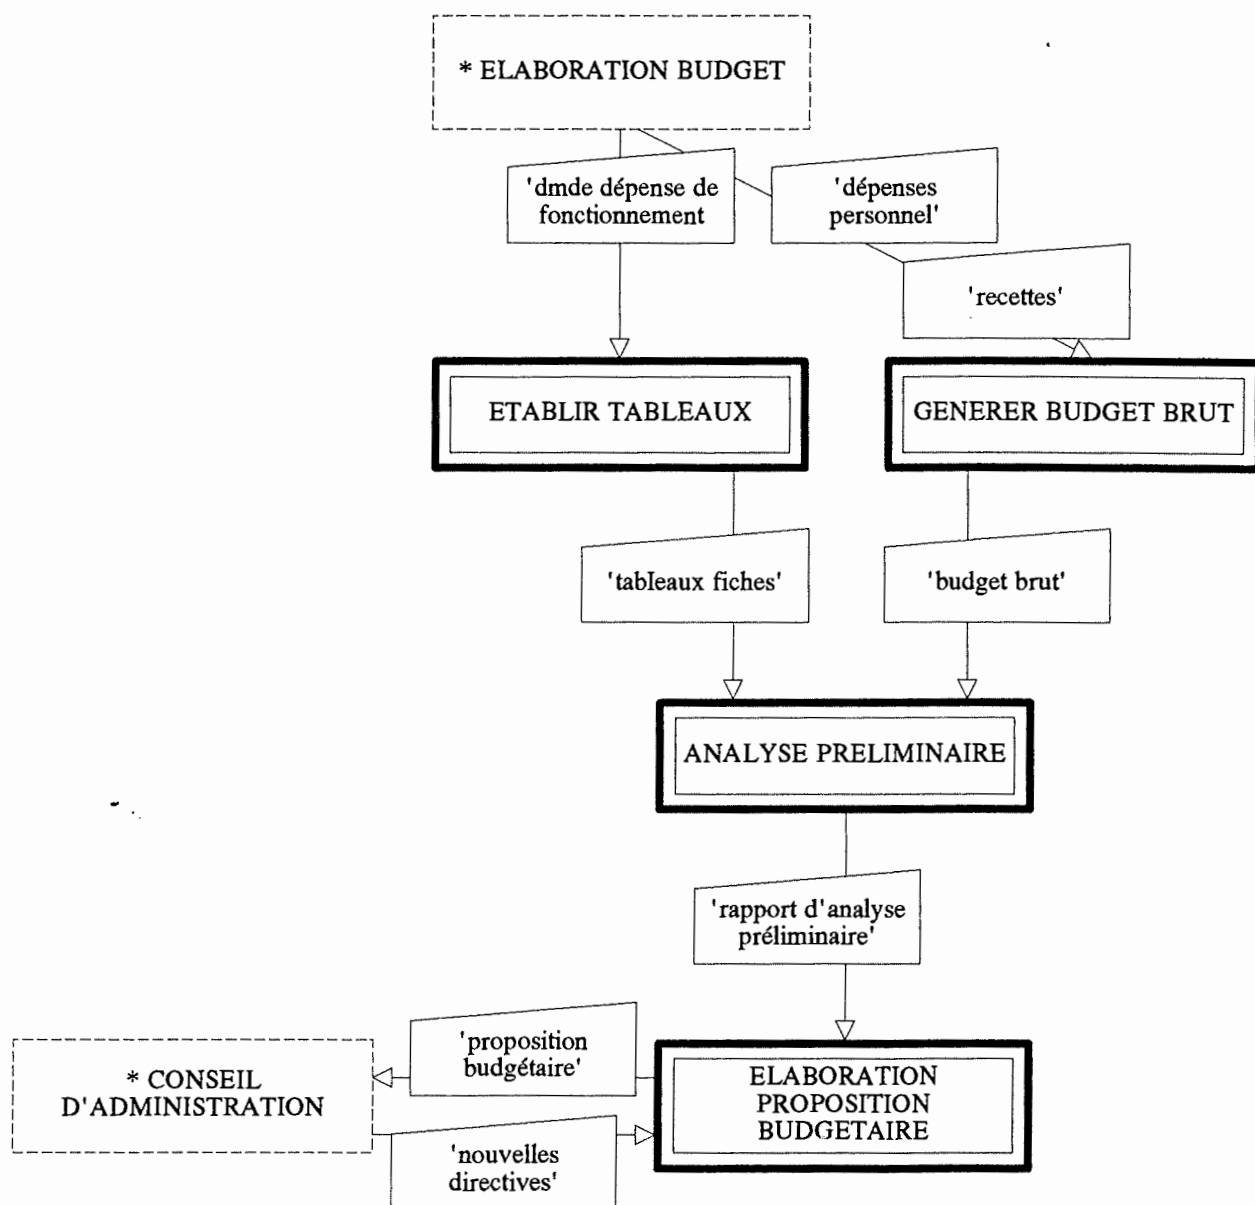 * ELABORATION BUDGET
'dmde dépense de
fonctionnement
'dépenses
personnel'
'recettes'
ETABLIR TABLEAUX
GENERER BUDGET BRUT
'tableaux fiches'
'budget brut'
ANALYSE PRELIMINAIRE
'rapport d'analyse
préliminaire'
'proposition
budgétaire'
* CONSEIL
D'ADMINISTRATION
ELABORATION
PROPOSITION
BUDGETAIRE
'nouvelles
directives'